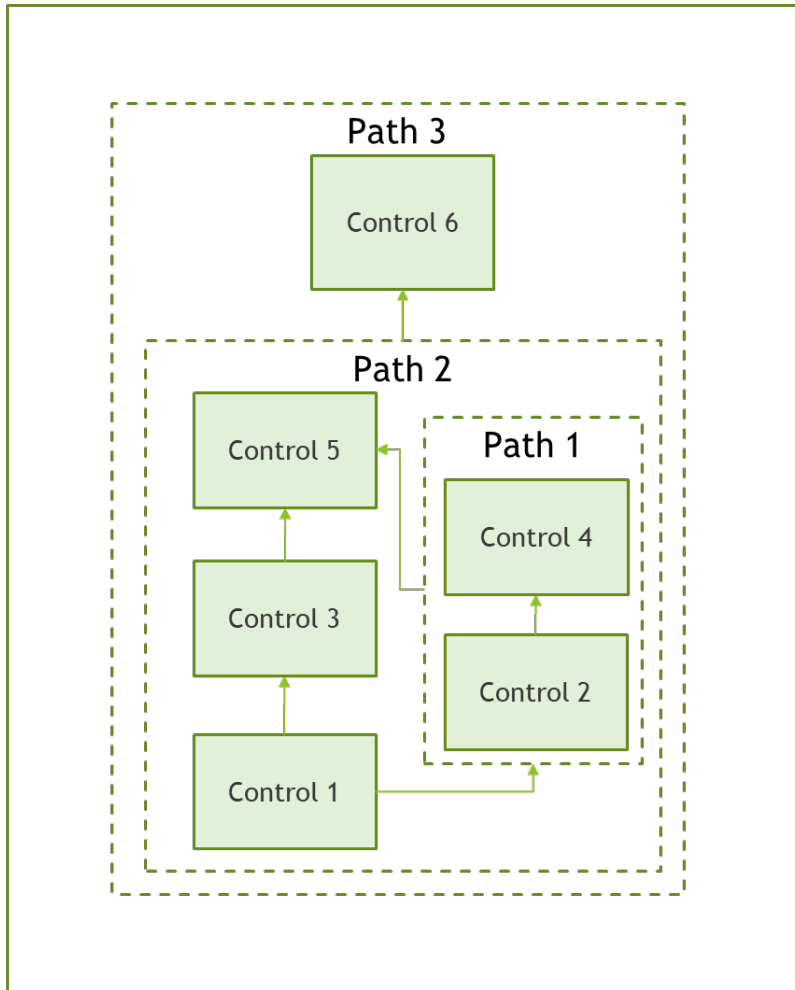 Path 3
Control 6
Path 2
Control 5
Path 1
Control 4
Control 3
Control 2
Control 1